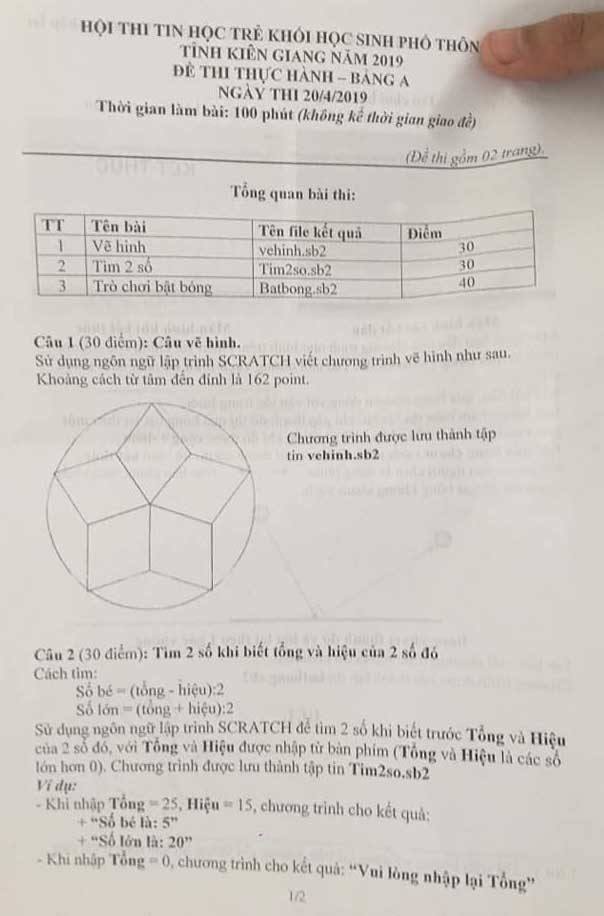 HỘI THI TIN HỌC TRẺ KHỐI HỌC SINH PHỔ THÔN
TỈNH KIÊN GIANG NĂM 2019
ĐỀ THI THỰC HÀNH – BẢNG A
NGÀY THI 20/4/2019
Thời gian làm bài: 100 phút (không kể thời gian giao đề)
(Đề thi gồm 02 trang).
Tổng quan bài thi:
TT Tên bài Tên file kết quả Điểm
1 Vẽ hình vehinh.sb2 30
2 Tìm 2 số Tim2so.sb2 30
3 Trò chơi bật bóng Batbong.sb2 40
Câu 1 (30 điểm): Câu vẽ hình.
Sử dụng ngôn ngữ lập trình SCRATCH viết chương trình vẽ hình như sau.
Khoảng cách từ tâm đến đỉnh là 162 point.
Chương trình được lưu thành tập
tin vehinh.sb2
Câu 2 (30 điểm): Tìm 2 số khi biết tổng và hiệu của 2 số đó
Cách tìm:
Số bé = (tổng - hiệu):2
Số lớn = (tổng + hiệu):2
Sử dụng ngôn ngữ lập trình SCRATCH để tìm 2 số khi biết trước Tổng và Hiệu
của 2 số đó, với Tổng và Hiệu được nhập từ bàn phím (Tổng và Hiệu là các số
lớn hơn 0). Chương trình được lưu thành tập tin Tim2so.sb2
Ví dụ:
- Khi nhập Tổng = 25, Hiệu = 15, chương trình cho kết quả:
+ “Số bé là: 5”
+ “Số lớn là: 20”
- Khi nhập Tổng = 0, chương trình cho kết quả: “Vui lòng nhập lại Tổng”
1/2